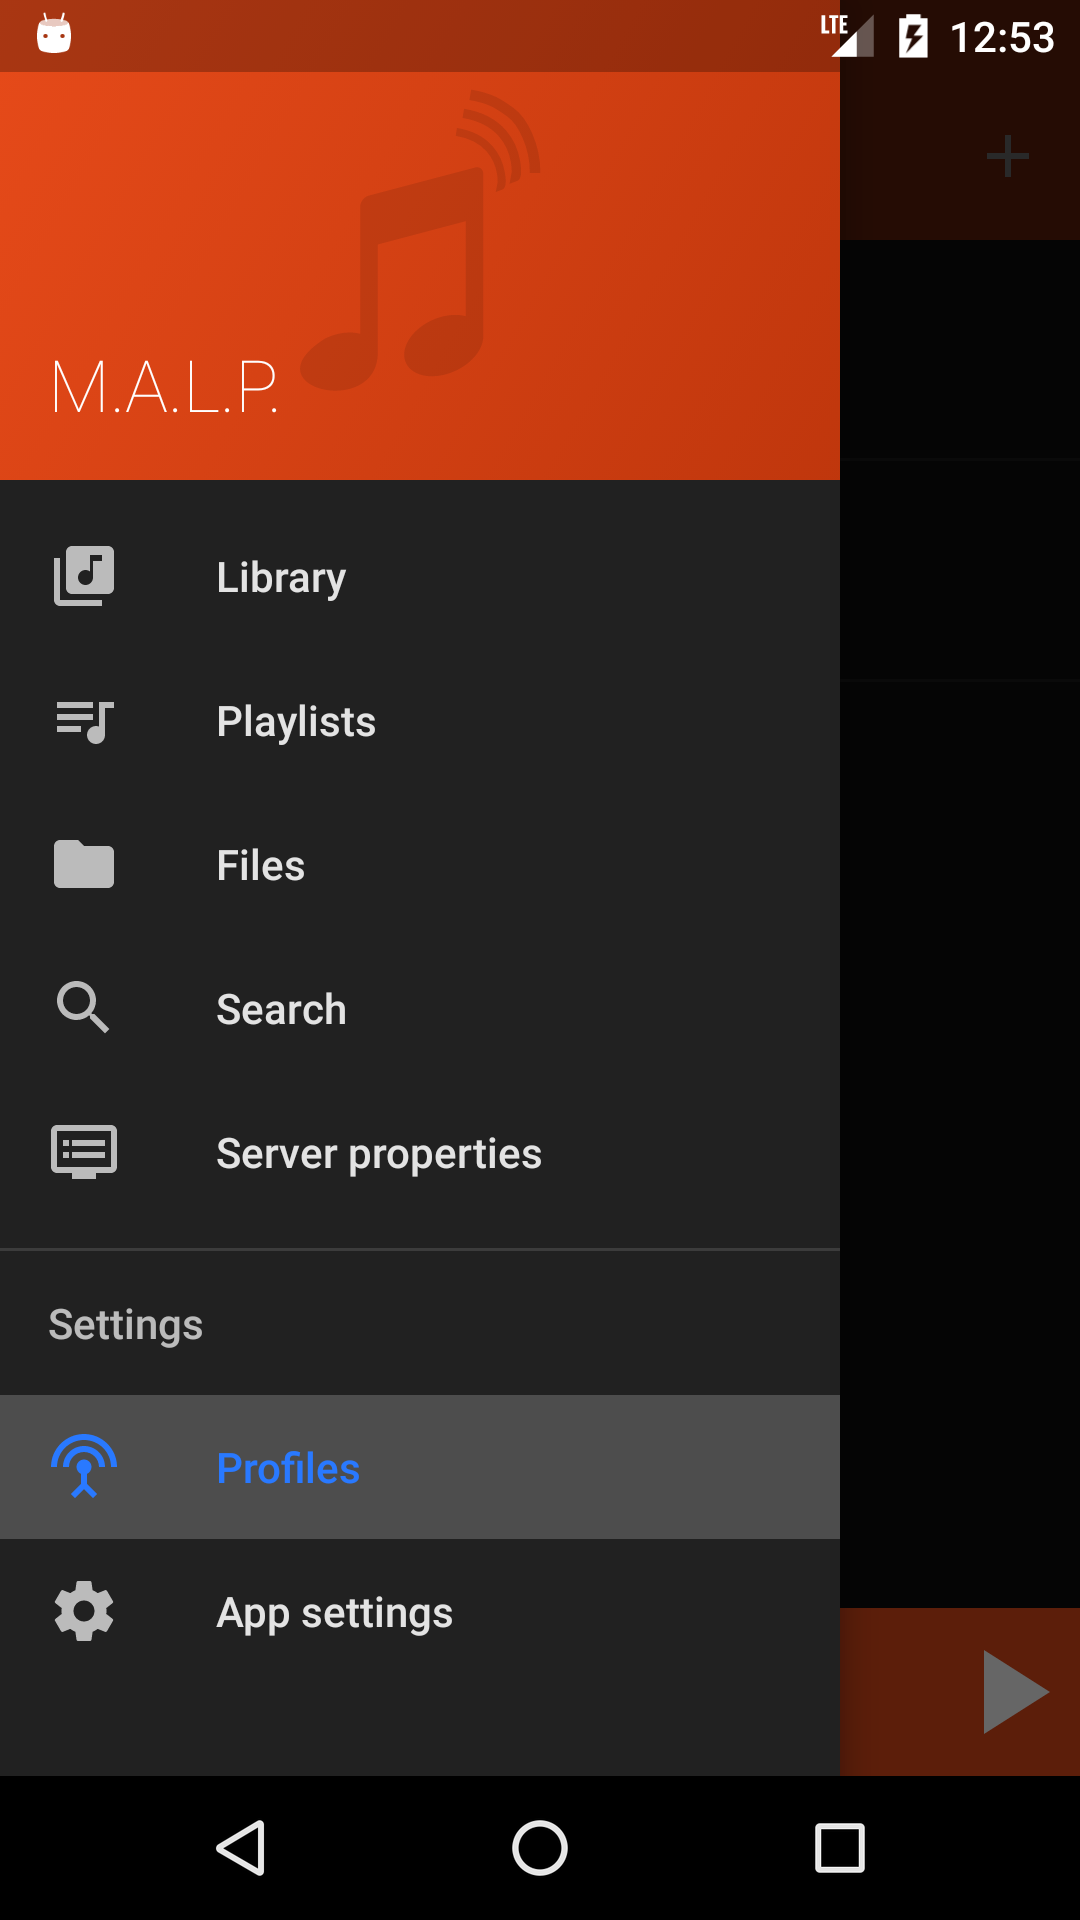 LTE 12:53
M.A.L.P.
Library
Playlists
Files
Search
Server properties
Settings
Profiles
App settings